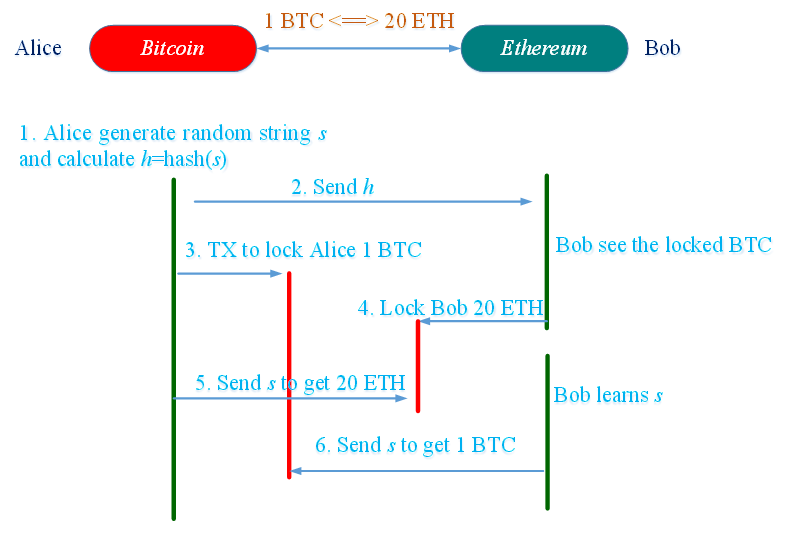 1 BTC <==> 20 ETH
Alice Bitcoin Ethereum Bob
1. Alice generate random string s
and calculate h=hash(s)
2. Send h
3. TX to lock Alice 1 BTC
Bob see the locked BTC
4. Lock Bob 20 ETH
5. Send s to get 20 ETH
Bob learns s
6. Send s to get 1 BTC